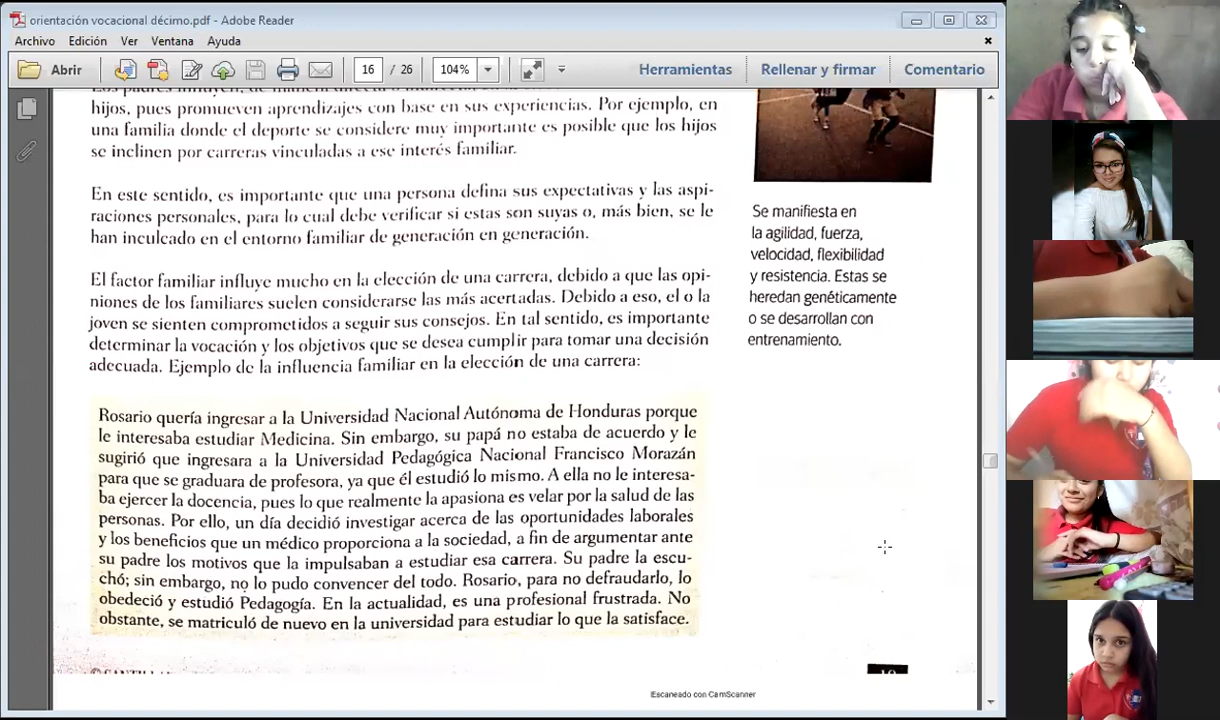 orientación vocacional décimo.pdf - Adobe Reader
Archivo Edición Ver Ventana Ayuda
Abrir 16 / 26 104% Herramientas Rellenar y firmar Comentario
Los padres influyen, de
hijos, pues promueven aprendizajes con base en sus experiencias. Por ejemplo, en
una familia donde el deporte se considere muy importante es posible que los hijos
se inclinen por carreras vinculadas a ese interés familiar.
En este sentido, es importante que una persona defina sus expectativas y las aspi-
raciones personales, para lo cual debe verificar si estas son suyas o, más bien, se le
han inculcado en el entorno familiar de generación en generación.
El factor familiar influye mucho en la elección de una carrera, debido a que las opi-
niones de los familiares suelen considerarse las más acertadas. Debido a eso, el o la
joven se sienten comprometidos a seguir sus consejos. En tal sentido, es importante
determinar la vocación y los objetivos que se desea cumplir para tomar una decisión
adecuada. Ejemplo de la influencia familiar en la elección de una carrera:
Rosario quería ingresar a la Universidad Nacional Autónoma de Honduras porque
le interesaba estudiar Medicina. Sin embargo, su papá no estaba de acuerdo y le
sugirió que ingresara a la Universidad Pedagógica Nacional Francisco Morazán
para que se graduara de profesora, ya que él estudió lo mismo. A ella no le interesa-
ba ejercer la docencia, pues lo que realmente la apasiona es velar por la salud de las
personas. Por ello, un día decidió investigar acerca de las oportunidades laborales
y los beneficios que un médico proporciona a la sociedad, a fin de argumentar ante
su padre los motivos que la impulsaban a estudiar esa carrera. Su padre la escu-
chó; sin embargo, no lo pudo convencer del todo. Rosario, para no defraudarlo, lo
obedeció y estudió Pedagogía. En la actualidad, es una profesional frustrada. No
obstante, se matriculó de nuevo en la universidad para estudiar lo que la satisface.
Se manifiesta en
la agilidad, fuerza,
velocidad, flexibilidad
y resistencia. Estas se
heredan genéticamente
o se desarrollan con
entrenamiento.
Escaneado con CamScanner